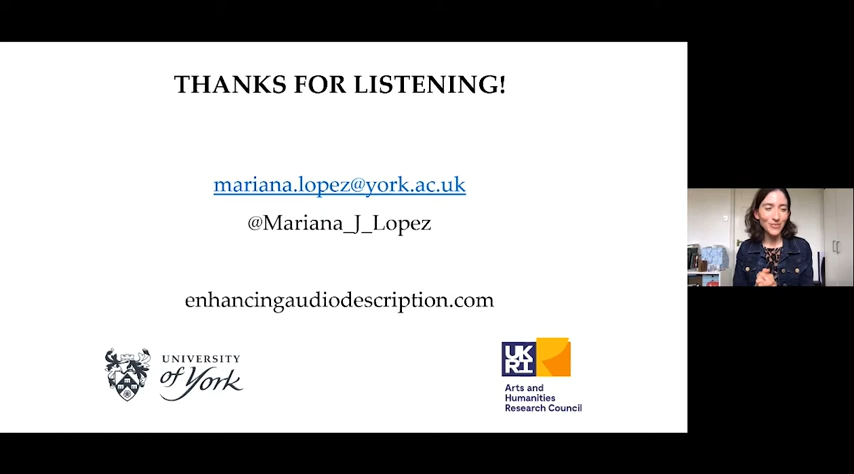 THANKS FOR LISTENING!
mariana.lopez@york.ac.uk
@Mariana_J_Lopez
enhancingaudiodescription.com
UNIVERSITY
of York
UK
RI
Arts and
Humanities
Research Council